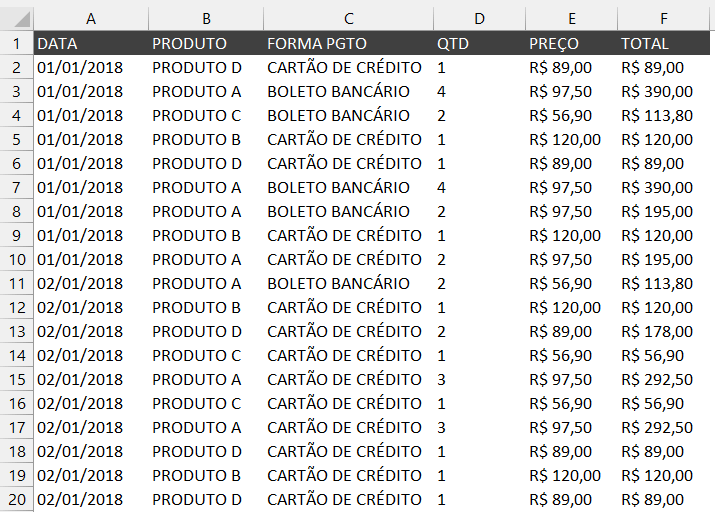 A B C D E F
1 DATA PRODUTO FORMA PGTO QTD PREÇO TOTAL
2 01/01/2018 PRODUTO D CARTÃO DE CRÉDITO 1 R$ 89,00 R$ 89,00
3 01/01/2018 PRODUTO A BOLETO BANCÁRIO 4 R$ 97,50 R$ 390,00
4 01/01/2018 PRODUTO C BOLETO BANCÁRIO 2 R$ 56,90 R$ 113,80
5 01/01/2018 PRODUTO B CARTÃO DE CRÉDITO 1 R$ 120,00 R$ 120,00
6 01/01/2018 PRODUTO D CARTÃO DE CRÉDITO 1 R$ 89,00 R$ 89,00
7 01/01/2018 PRODUTO A BOLETO BANCÁRIO 4 R$ 97,50 R$ 390,00
8 01/01/2018 PRODUTO A BOLETO BANCÁRIO 2 R$ 97,50 R$ 195,00
9 01/01/2018 PRODUTO B CARTÃO DE CRÉDITO 1 R$ 120,00 R$ 120,00
10 01/01/2018 PRODUTO A CARTÃO DE CRÉDITO 2 R$ 97,50 R$ 195,00
11 02/01/2018 PRODUTO A BOLETO BANCÁRIO 2 R$ 56,90 R$ 113,80
12 02/01/2018 PRODUTO B CARTÃO DE CRÉDITO 1 R$ 120,00 R$ 120,00
13 02/01/2018 PRODUTO D CARTÃO DE CRÉDITO 2 R$ 89,00 R$ 178,00
14 02/01/2018 PRODUTO C CARTÃO DE CRÉDITO 1 R$ 56,90 R$ 56,90
15 02/01/2018 PRODUTO A CARTÃO DE CRÉDITO 3 R$ 97,50 R$ 292,50
16 02/01/2018 PRODUTO C CARTÃO DE CRÉDITO 1 R$ 56,90 R$ 56,90
17 02/01/2018 PRODUTO A CARTÃO DE CRÉDITO 3 R$ 97,50 R$ 292,50
18 02/01/2018 PRODUTO D CARTÃO DE CRÉDITO 1 R$ 89,00 R$ 89,00
19 02/01/2018 PRODUTO B CARTÃO DE CRÉDITO 1 R$ 120,00 R$ 120,00
20 02/01/2018 PRODUTO D CARTÃO DE CRÉDITO 1 R$ 89,00 R$ 89,00